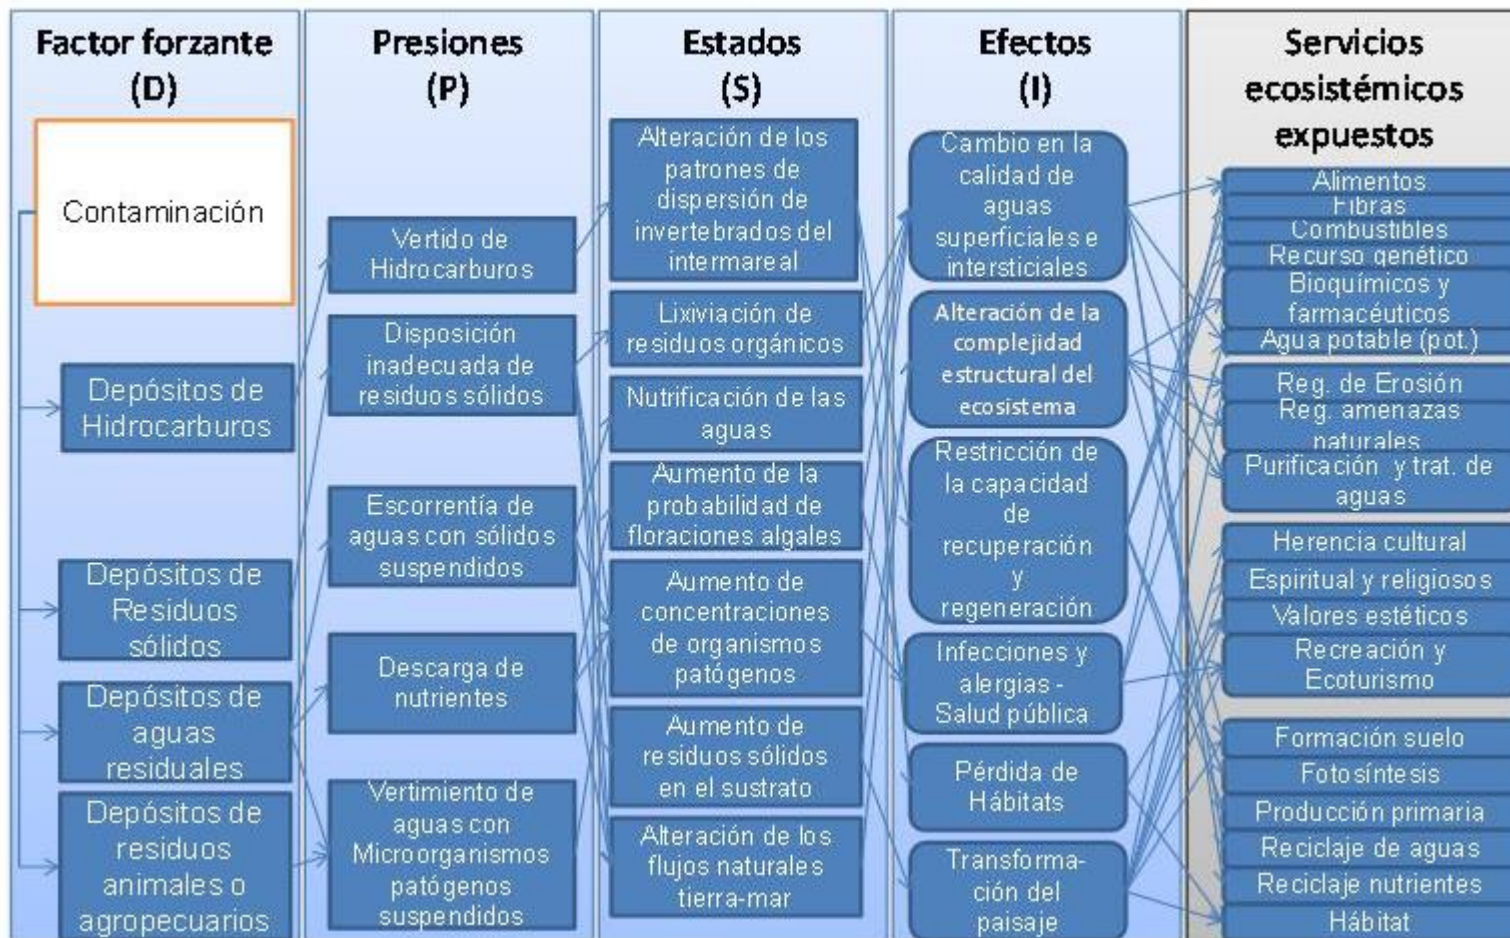 Factor forzante
(D)
Contaminación
Depósitos de
Hidrocarburos
Depósitos de
Residuos
sólidos
Depósitos de
aguas
residuales
Depósitos de
residuos
animales o
agropecuarios
Presiones
(P)
Vertido de
Hidrocarburos
Disposición
inadecuada de
residuos sólidos
Escorrentía de
aguas con sólidos
suspendidos
Descarga de
nutrientes
Vertimiento de
aguas con
Microorganismos
patógenos
suspendidos
Estados
(S)
Alteración de los
patrones de
dispersión de
invertebrados del
intermareal
Lixiviación de
residuos orgánicos
Nutrificación de las
aguas
Aumento de la
probabilidad de
floraciones algales
Aumento de
concentraciones
de organismos
patógenos
Aumento de
residuos sólidos
en el sustrato
Alteración de los
flujos naturales
tierra-mar
Efectos
(I)
Cambio en la
calidad de
aguas
superficiales e
intersticiales
Alteración de la
complejidad
estructural del
ecosistema
Restricción de
la capacidad
de
recuperación
y
regeneración
Infecciones y
alergias -
Salud pública
Pérdida de
Hábitats
Transforma-
ción del
paisaje
Servicios
ecosistémicos
expuestos
Alimentos
Fibras
Combustibles
Recurso genético
Bioquímicos y
farmacéuticos
Agua potable (pot.)
Reg. de Erosión
Reg. amenazas
naturales
Purificación y trat. de
aguas
Herencia cultural
Espiritual y religiosos
Valores estéticos
Recreación y
Ecoturismo
Formación suelo
Fotosíntesis
Producción primaria
Reciclaje de aguas
Reciclaje nutrientes
Hábitat